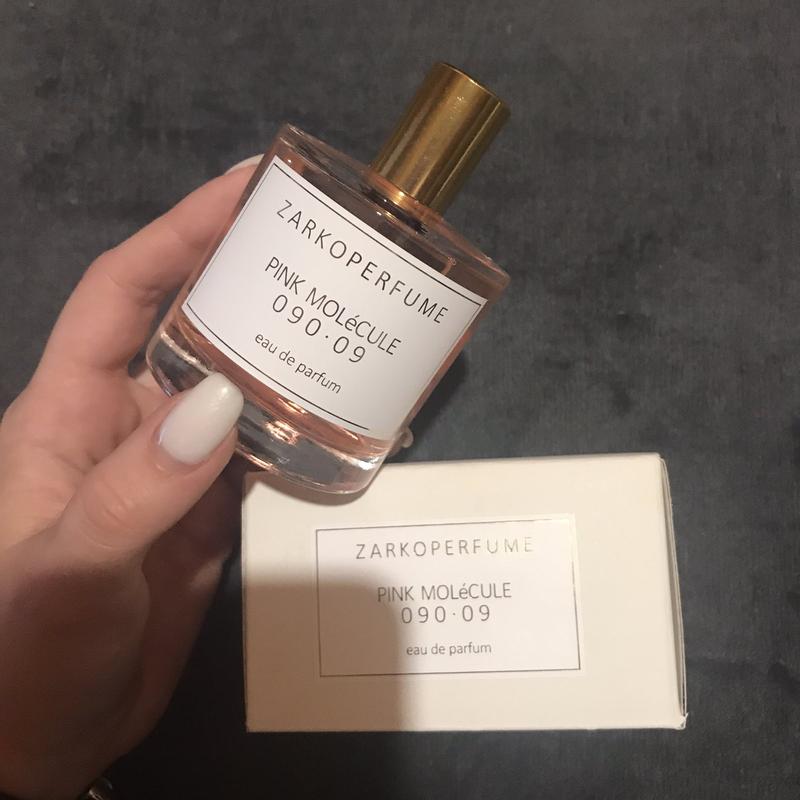 ZARKOPERFUME
PINK MOLéCULE
090·09
eau de parfum
ZARKOPERFUME
PINK MOLéCULE
090·09
eau de parfum